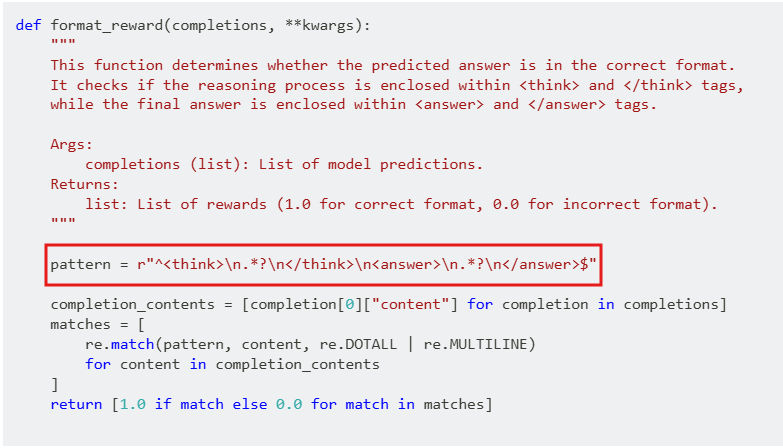 def format_reward(completions, **kwargs):
    """
    This function determines whether the predicted answer is in the correct format.
    It checks if the reasoning process is enclosed within <think> and </think> tags,
    while the final answer is enclosed within <answer> and </answer> tags.

    Args:
        completions (list): List of model predictions.
    Returns:
        list: List of rewards (1.0 for correct format, 0.0 for incorrect format).
    """

    pattern = r"^<think>\n.*?\n</think>\n<answer>\n.*?\n</answer>$"

    completion_contents = [completion[0]["content"] for completion in completions]
    matches = [
        re.match(pattern, content, re.DOTALL | re.MULTILINE)
        for content in completion_contents
    ]
    return [1.0 if match else 0.0 for match in matches]